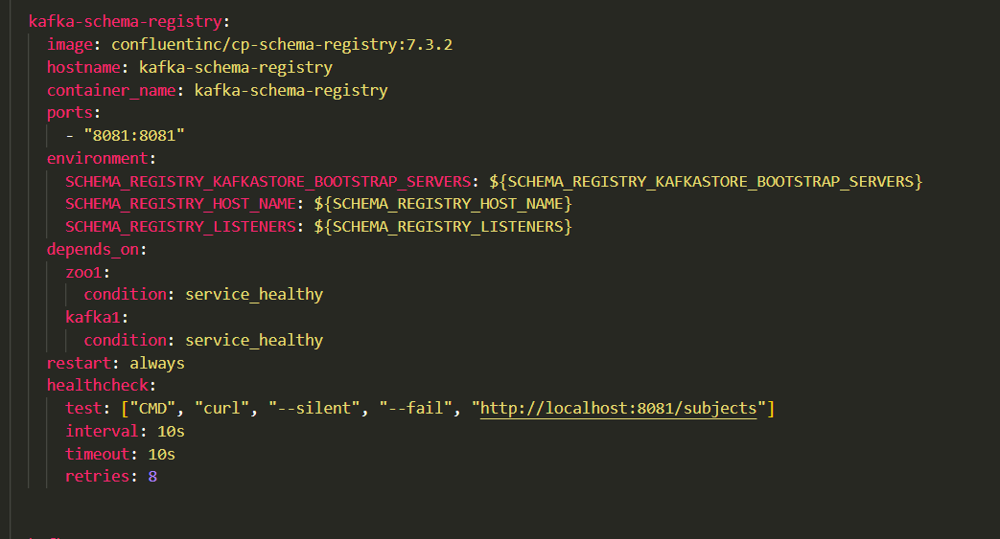 kafka-schema-registry:
  image: confluentinc/cp-schema-registry:7.3.2
  hostname: kafka-schema-registry
  container_name: kafka-schema-registry
  ports:
    - "8081:8081"
  environment:
    SCHEMA_REGISTRY_KAFKASTORE_BOOTSTRAP_SERVERS: ${SCHEMA_REGISTRY_KAFKASTORE_BOOTSTRAP_SERVERS}
    SCHEMA_REGISTRY_HOST_NAME: ${SCHEMA_REGISTRY_HOST_NAME}
    SCHEMA_REGISTRY_LISTENERS: ${SCHEMA_REGISTRY_LISTENERS}
  depends_on:
    zoo1:
      condition: service_healthy
    kafka1:
      condition: service_healthy
  restart: always
  healthcheck:
    test: ["CMD", "curl", "--silent", "--fail", "http://localhost:8081/subjects"]
    interval: 10s
    timeout: 10s
    retries: 8